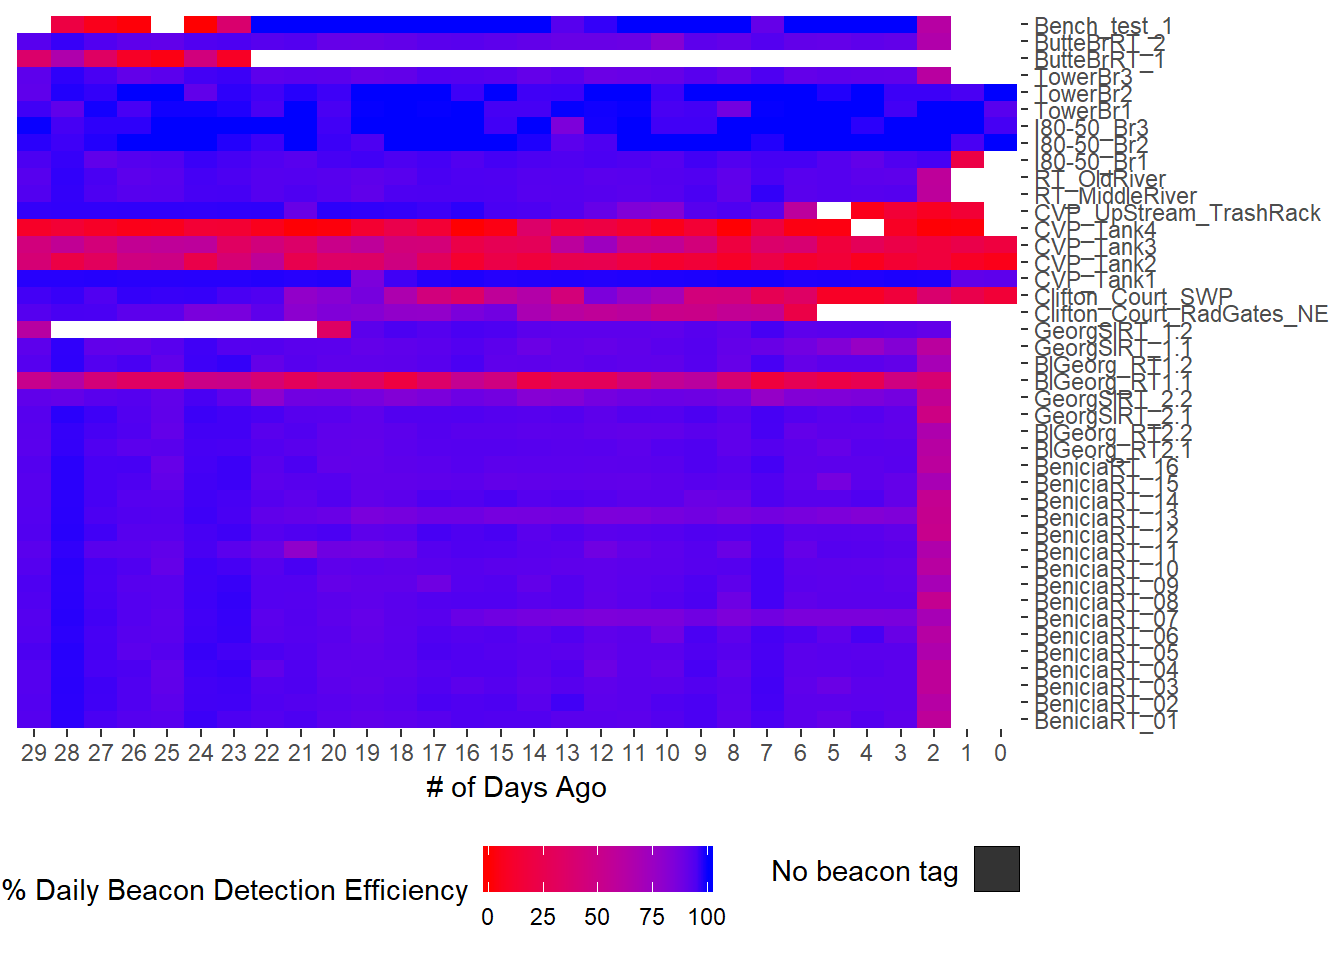 Bench_test_1
ButteBrRT_2
ButteBrRT_1
TowerBr3
TowerBr2
TowerBr1
I80-50_Br3
I80-50_Br2
I80-50_Br1
RT_OldRiver
RT_MiddleRiver
CVP_UpStream_TrashRack
CVP_Tank4
CVP_Tank3
CVP_Tank2
CVP_Tank1
Clifton_Court_SWP
Clifton_Court_RadGates_NE
GeorgSlRT_1.2
GeorgSlRT_1.1
BlGeorg_RT1.2
BlGeorg_RT1.1
GeorgSlRT_2.2
GeorgSlRT_2.1
BlGeorg_RT2.2
BlGeorg_RT2.1
BeniciaRT_16
BeniciaRT_15
BeniciaRT_14
BeniciaRT_13
BeniciaRT_12
BeniciaRT_11
BeniciaRT_10
BeniciaRT_09
BeniciaRT_08
BeniciaRT_07
BeniciaRT_06
BeniciaRT_05
BeniciaRT_04
BeniciaRT_03
BeniciaRT_02
BeniciaRT_01
29 28 27 26 25 24 23 22 21 20 19 18 17 16 15 14 13 12 11 10 9 8 7 6 5 4 3 2 1 0
# of Days Ago
% Daily Beacon Detection Efficiency
0 25 50 75 100
No beacon tag